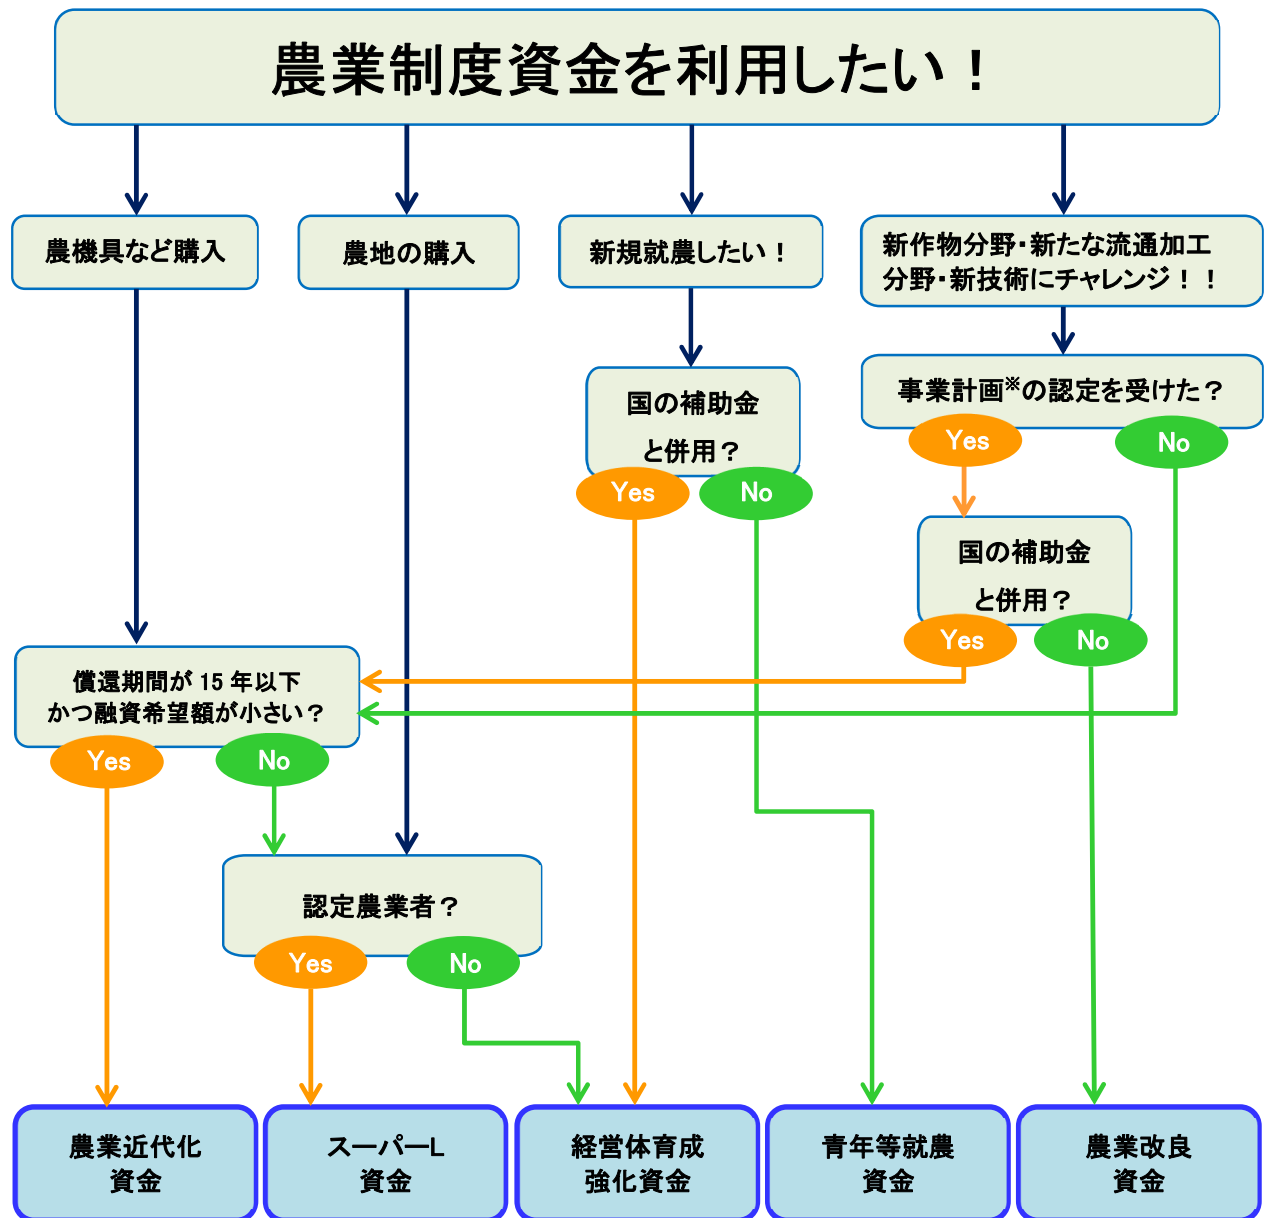 農業制度資金を利用したい！
農機具など購入
農地の購入
新規就農したい！
新作物分野・新たな流通加工
分野・新技術にチャレンジ！！
国の補助金
と併用？
Yes
No
事業計画※の認定を受けた？
Yes
No
国の補助金
と併用？
Yes
No
償還期間が 15 年以下
かつ融資希望額が小さい？
Yes
No
認定農業者？
Yes
No
農業近代化
資金
スーパーL
資金
経営体育成
強化資金
青年等就農
資金
農業改良
資金